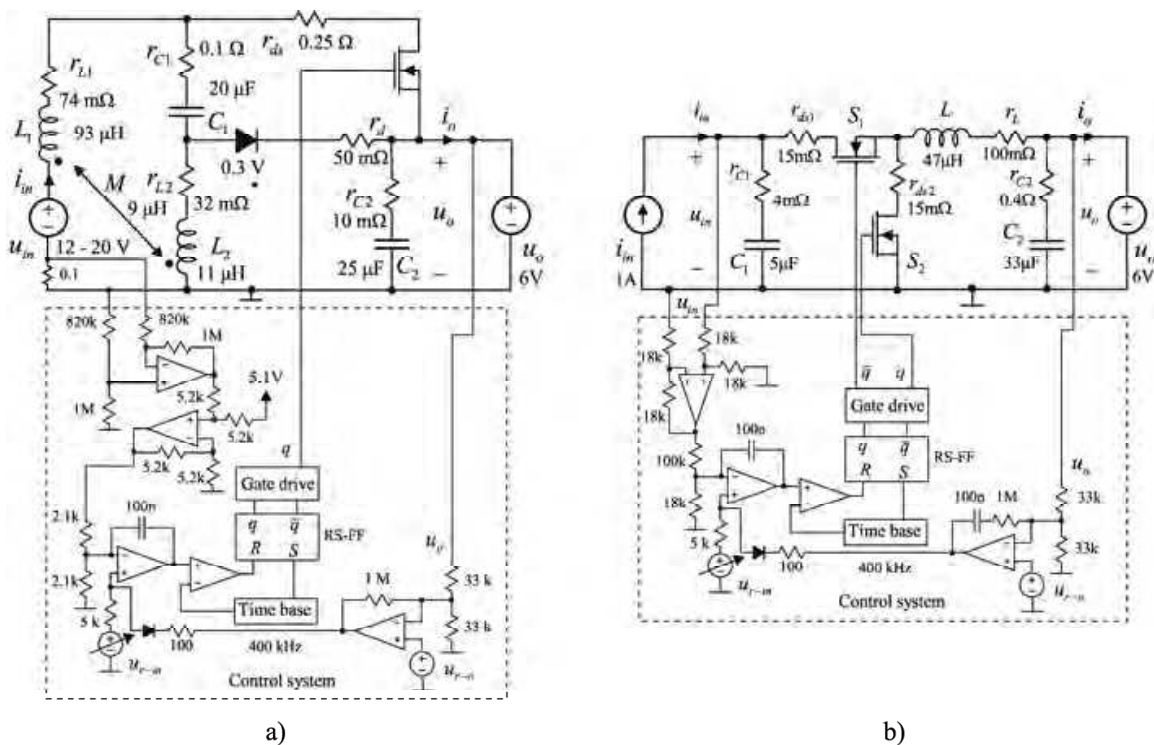 r_C1
0.1 Ω
r_ds
0.25 Ω
r_L1
74 mΩ
20 μF
C_1
L_1
93 μH
i_in
M
9 μH
r_L2
32 mΩ
0.3 V
r_d
50 mΩ
i_o
+
r_C2
10 mΩ
u_o
L_2
11 μH
25 μF
C_2
−
u_o
6V
u_in
12 - 20 V
0.1
820k
820k
1M
1M
5.2k
5.1V
5.2k
5.2k
5.2k
q
Gate drive
q q̄
R S
RS-FF
2.1k
100n
2.1k
5 k
Time base
1 M
33 k
33 k
100
400 kHz
u_r-in
Control system
a)
i_in
r_ds1
15mΩ
S_1
L
47μH
r_L
100mΩ
i_o
+
r_C1
4mΩ
u_in
r_ds2
15mΩ
r_C2
0.4Ω
u_o
i_in
1A
C_1
5μF
S_2
C_2
33μF
−
6V
u_in
18k
18k
18k
18k
Gate drive
q q̄
R S
RS-FF
100k
18k
5 k
Time base
u_o
33k
33k
1M
100
400 kHz
u_r-in
Control system
b)